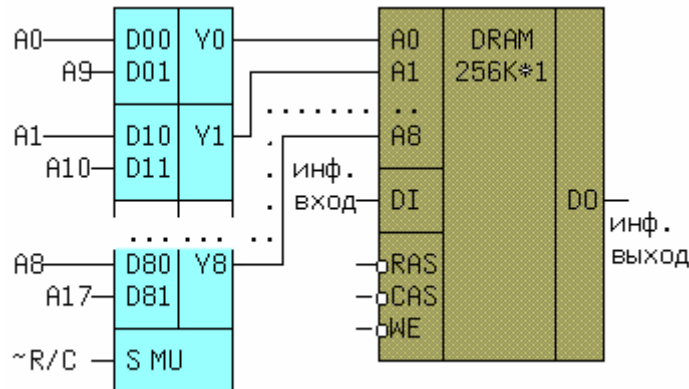 A0 D00 Y0 A0 DRAM
A9 D01 A1 256K*1
A1 D10 Y1 A8
A10 D11 инф.
вход DI DO инф.
выход
A8 D80 Y8 RAS
A17 D81 CAS
WE
~R/C S MU